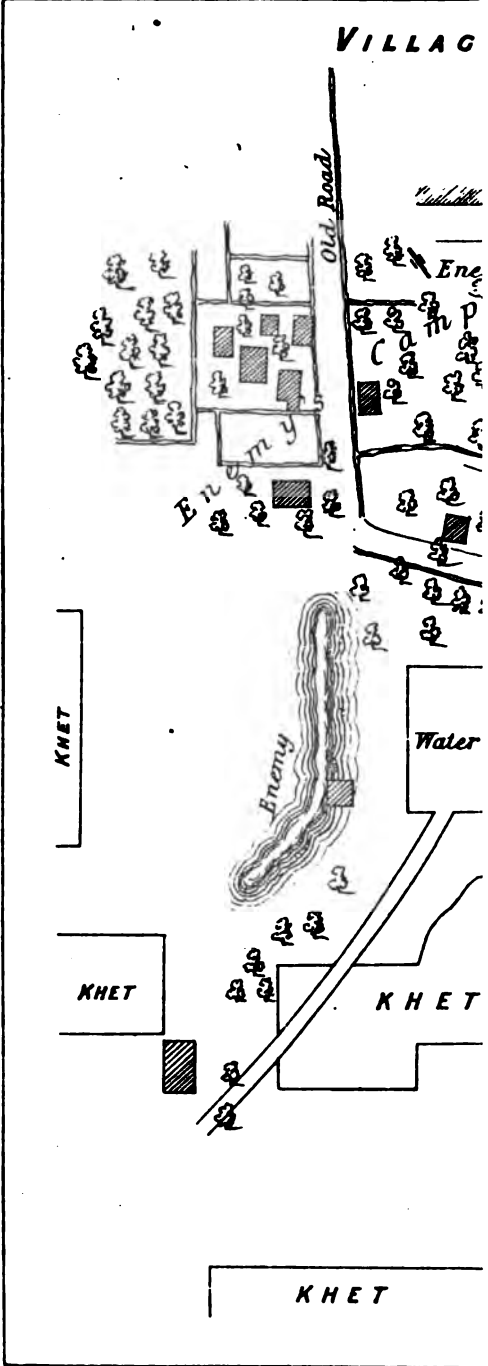 VILLAG
Old Road
Ene
Camp
Enemy
KHET
Enemy
Water
KHET
KHET
KHET